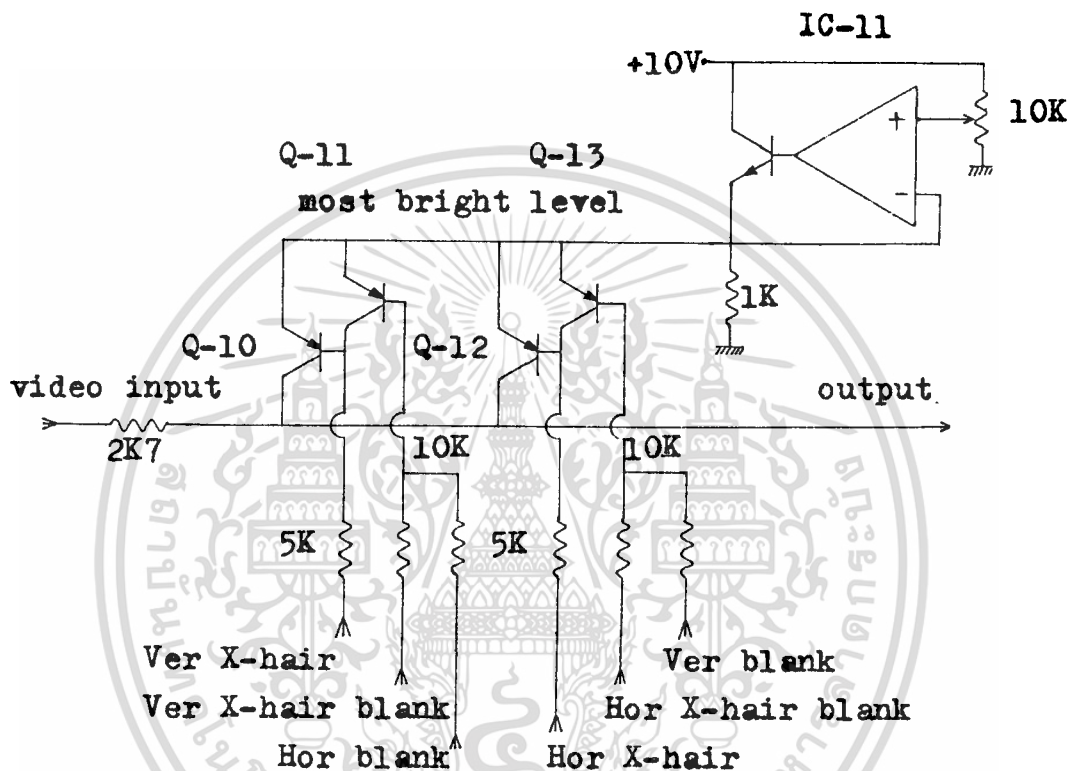 IC-11
+10V
+
10K
-
Q-11
Q-13
most bright level
1K
Q-10
Q-12
video input
output
2K7
10K
10K
5K
5K
Ver X-hair
Ver blank
Ver X-hair blank
Hor X-hair blank
Hor blank
Hor X-hair